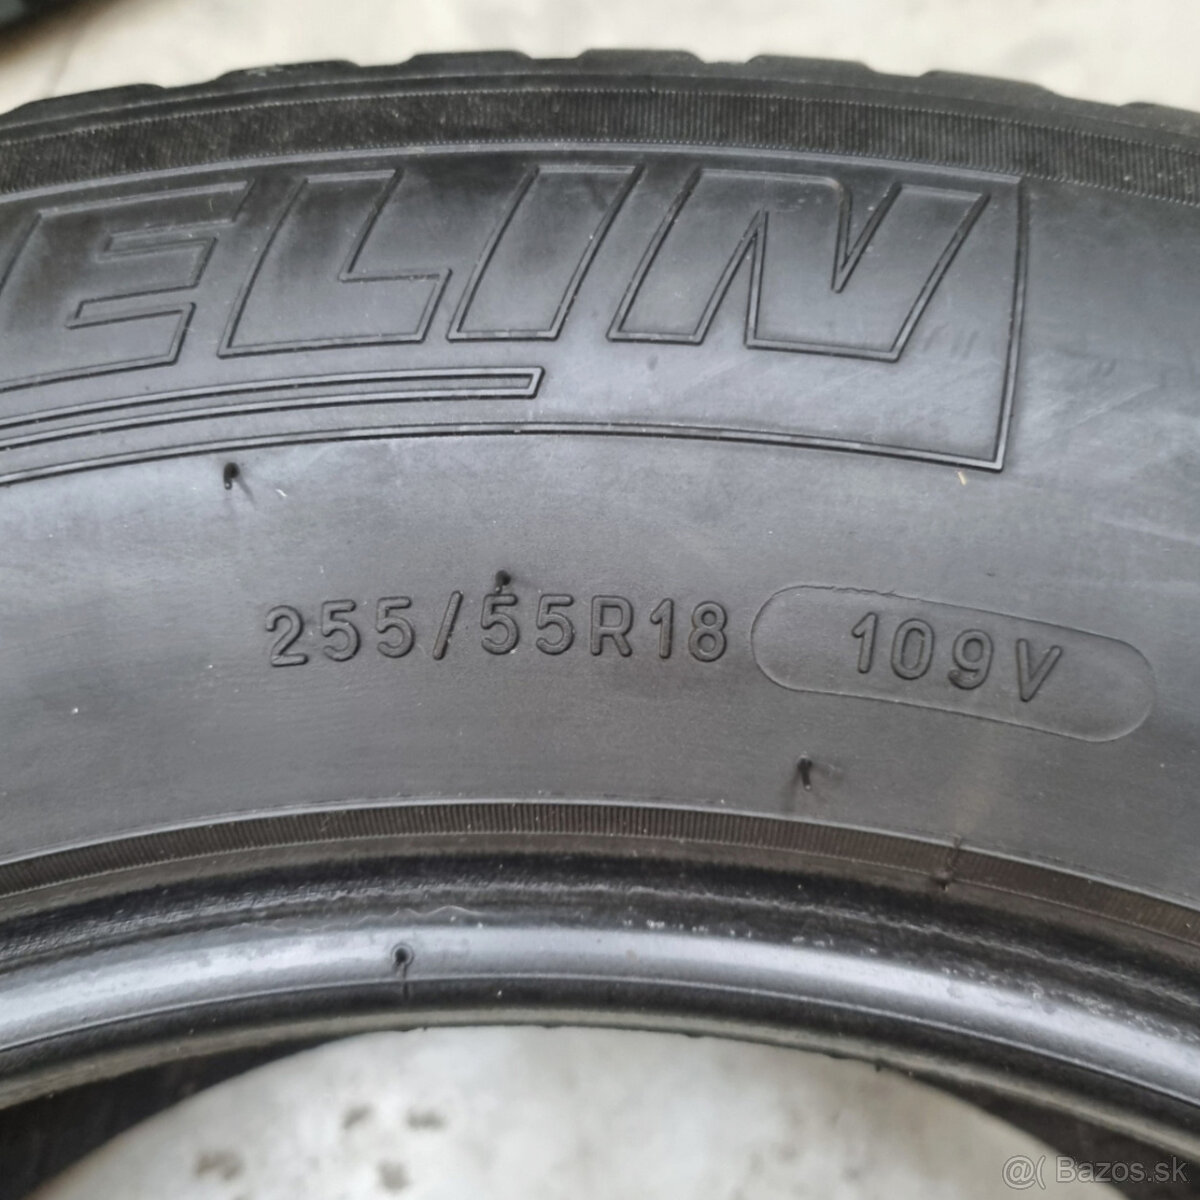 ELIN
255/55R18 109V
@( Bazos.sk